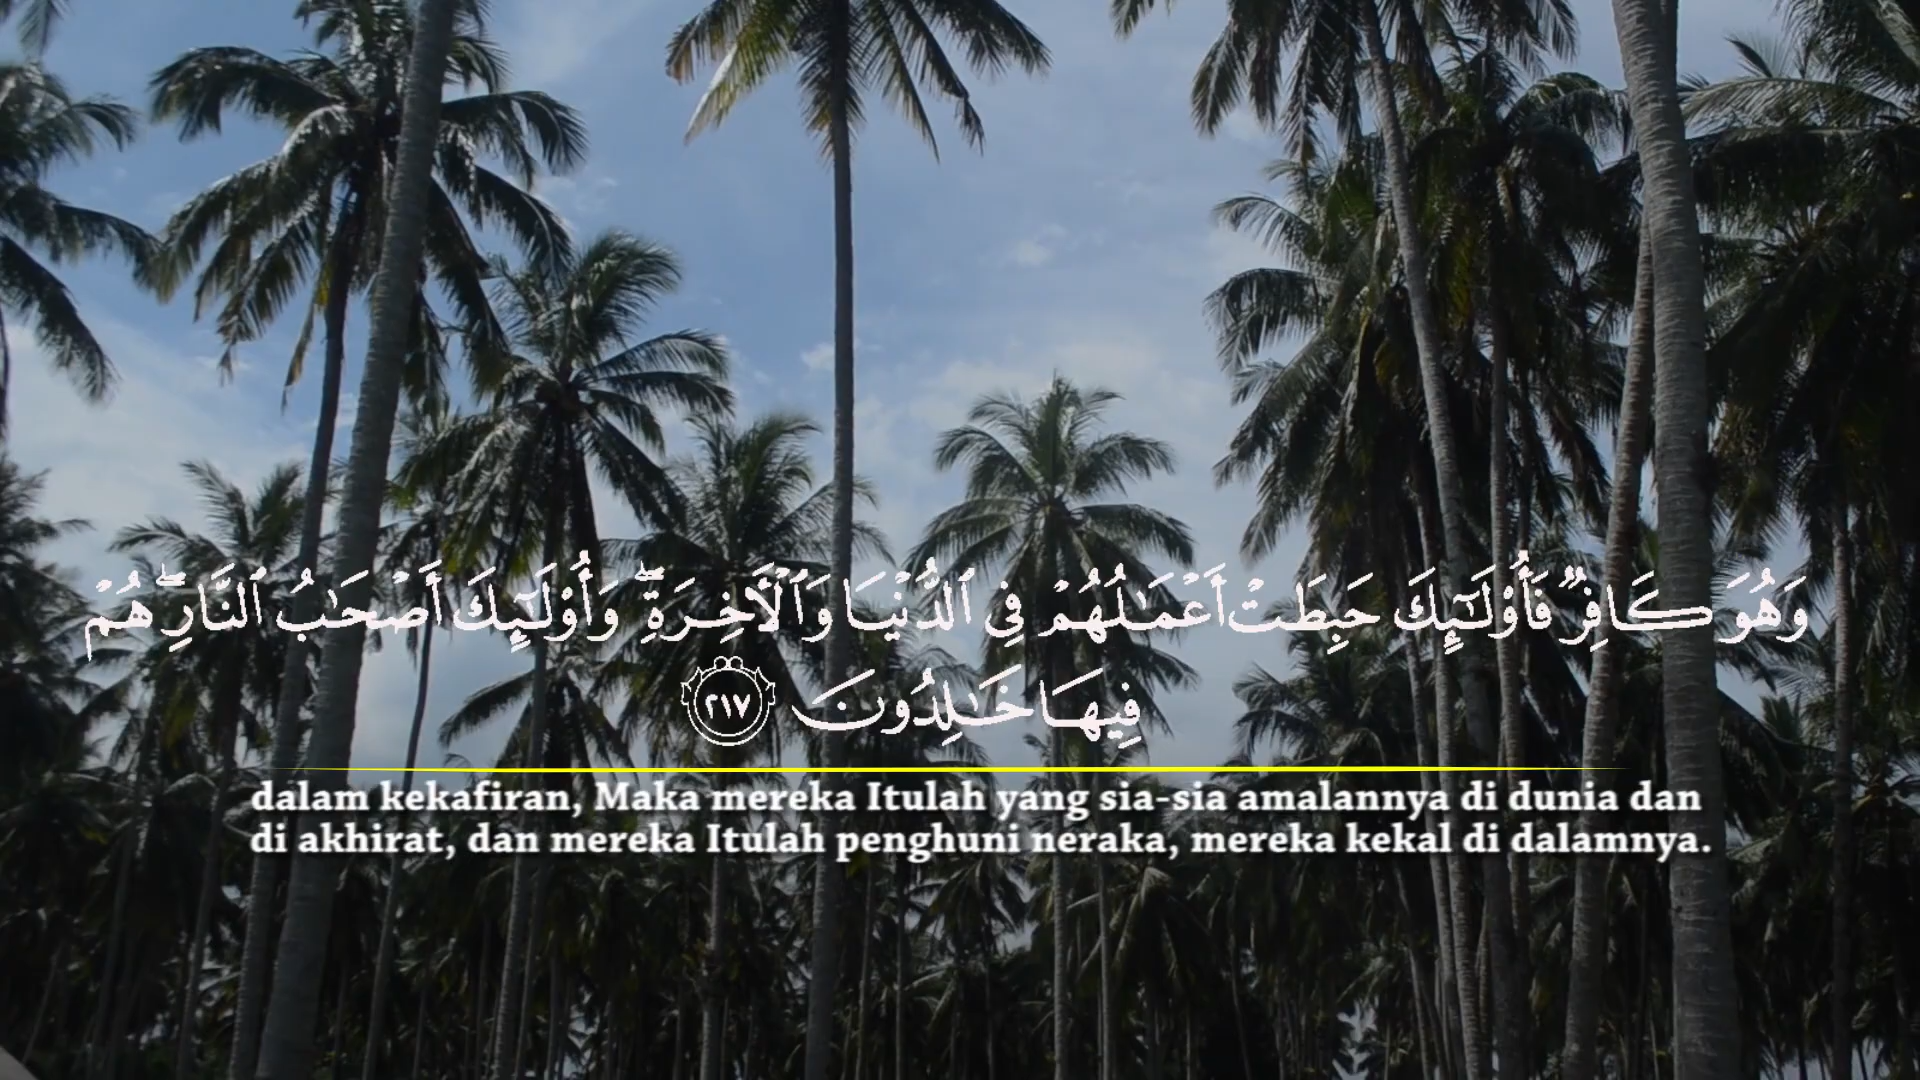 وَهُوَ كَافِرٌ فَأُو۟لَـٰٓئِكَ حَبِطَتْ أَعْمَـٰلُهُمْ فِى ٱلدُّنْيَا وَٱلْـَٔاخِرَةِ ۖ وَأُو۟لَـٰٓئِكَ أَصْحَـٰبُ ٱلنَّارِ ۖ هُمْ
فِيهَا خَـٰلِدُونَ ٢١٧
dalam kekafiran, Maka mereka Itulah yang sia-sia amalannya di dunia dan
di akhirat, dan mereka Itulah penghuni neraka, mereka kekal di dalamnya.